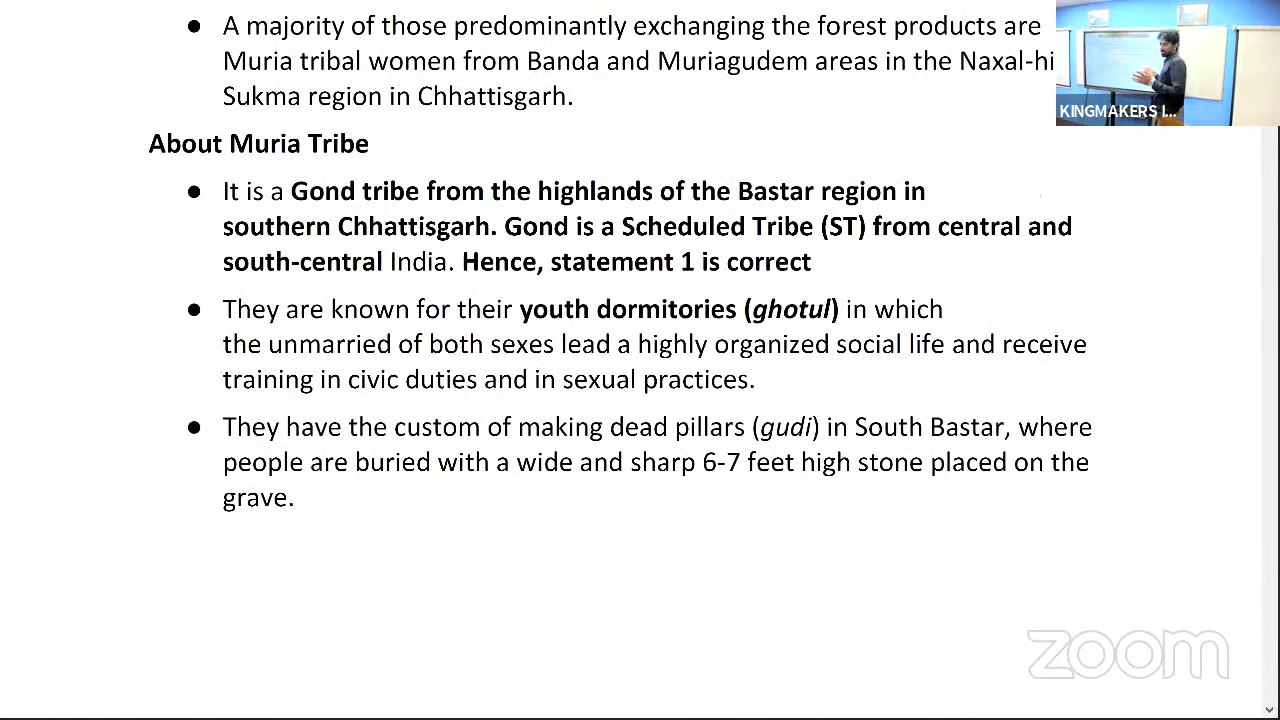 ● A majority of those predominantly exchanging the forest products are
Muria tribal women from Banda and Muriagudem areas in the Naxal-hi
Sukma region in Chhattisgarh.
KINGMAKERS I...
About Muria Tribe
● It is a Gond tribe from the highlands of the Bastar region in
southern Chhattisgarh. Gond is a Scheduled Tribe (ST) from central and
south-central India. Hence, statement 1 is correct
● They are known for their youth dormitories (ghotul) in which
the unmarried of both sexes lead a highly organized social life and receive
training in civic duties and in sexual practices.
● They have the custom of making dead pillars (gudi) in South Bastar, where
people are buried with a wide and sharp 6-7 feet high stone placed on the
grave.
zoom